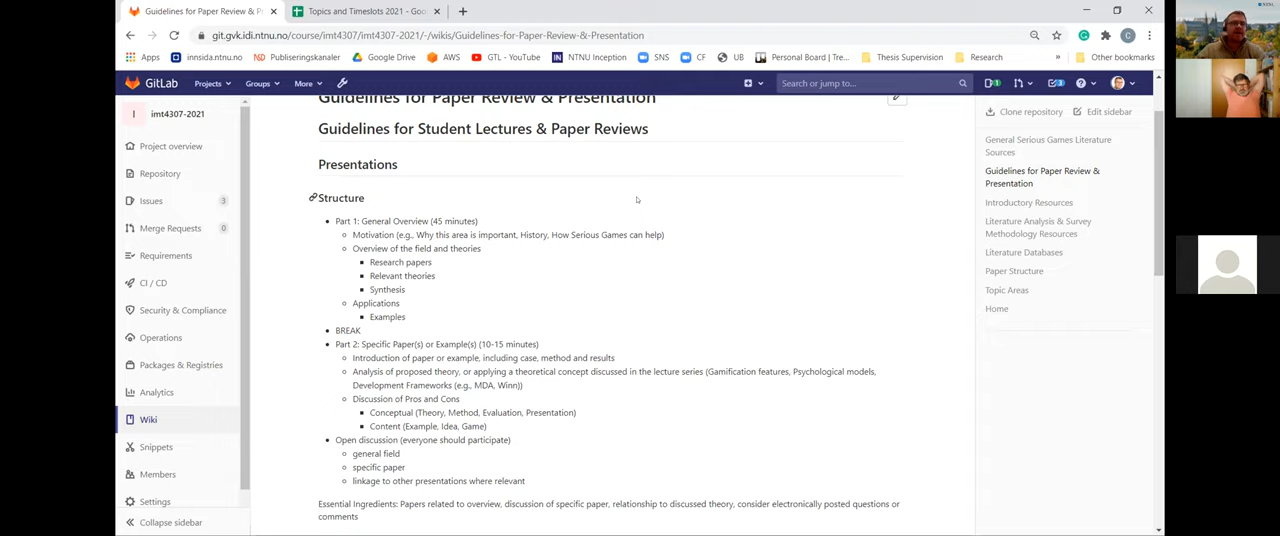 Guidelines for Paper Review & Pr
Topics and Timeslots 2021 - Goo
git.gvk.idi.ntnu.no/course/imt4307/imt4307-2021/-/wikis/Guidelines-for-Paper-Review-&-Presentation
C
Apps
innsida.ntnu.no
Publiseringskanaler
Google Drive
AWS
GTL - YouTube
NTNU Inception
SNS
CF
UB
Personal Board | Tre...
Thesis Supervision
Research
»
Other bookmarks
GitLab
Projects
Groups
More
Search or jump to...
1
3
I
imt4307-2021
Project overview
Repository
Issues
3
Merge Requests
0
Requirements
CI / CD
Security & Compliance
Operations
Packages & Registries
Analytics
Wiki
Snippets
Members
Settings
Collapse sidebar
Guidelines for Paper Review & Presentation
Guidelines for Student Lectures & Paper Reviews
Presentations
Structure
Part 1: General Overview (45 minutes)
Motivation (e.g., Why this area is important, History, How Serious Games can help)
Overview of the field and theories
Research papers
Relevant theories
Synthesis
Applications
Examples
BREAK
Part 2: Specific Paper(s) or Example(s) (10-15 minutes)
Introduction of paper or example, including case, method and results
Analysis of proposed theory, or applying a theoretical concept discussed in the lecture series (Gamification features, Psychological models,
Development Frameworks (e.g., MDA, Winn))
Discussion of Pros and Cons
Conceptual (Theory, Method, Evaluation, Presentation)
Content (Example, Idea, Game)
Open discussion (everyone should participate)
general field
specific paper
linkage to other presentations where relevant
Essential Ingredients: Papers related to overview, discussion of specific paper, relationship to discussed theory, consider electronically posted questions or
comments
Clone repository
Edit sidebar
General Serious Games Literature
Sources
Guidelines for Paper Review &
Presentation
Introductory Resources
Literature Analysis & Survey
Methodology Resources
Literature Databases
Paper Structure
Topic Areas
Home
NTNU